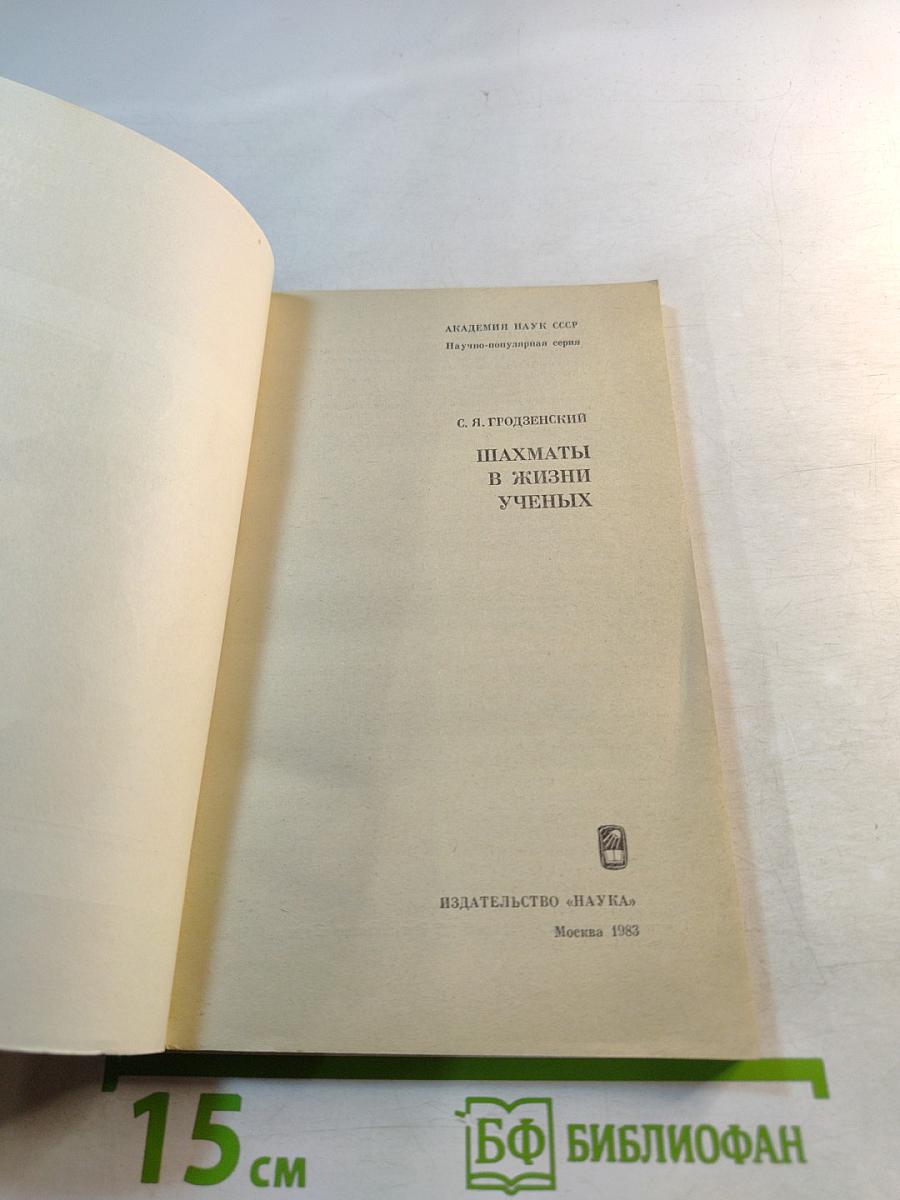 АКАДЕМИЯ НАУК СССР
Научно-популярная серия
С. Я. ГРОДЗЕНСКИЙ
ШАХМАТЫ
В ЖИЗНИ
УЧЕНЫХ
ИЗДАТЕЛЬСТВО «НАУКА»
Москва 1983
15 см
БФ БИБЛИОФАН